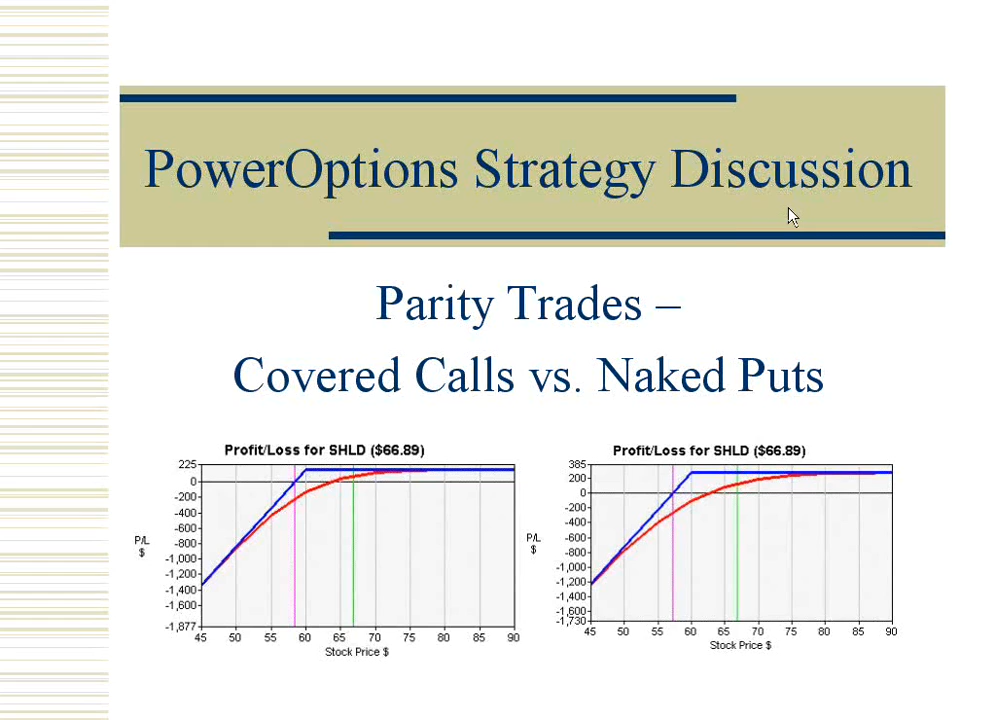 PowerOptions Strategy Discussion
Parity Trades –
Covered Calls vs. Naked Puts
Profit/Loss for SHLD ($66.89)
225
0
-200
-400
-600
-800
-1,000
-1,200
-1,400
-1,600
-1,877
P/L
$
45 50 55 60 65 70 75 80 85 90
Stock Price $
Profit/Loss for SHLD ($66.89)
385
200
0
-200
-400
-600
-800
-1,000
-1,200
-1,400
-1,600
-1,730
P/L
$
45 50 55 60 65 70 75 80 85 90
Stock Price $